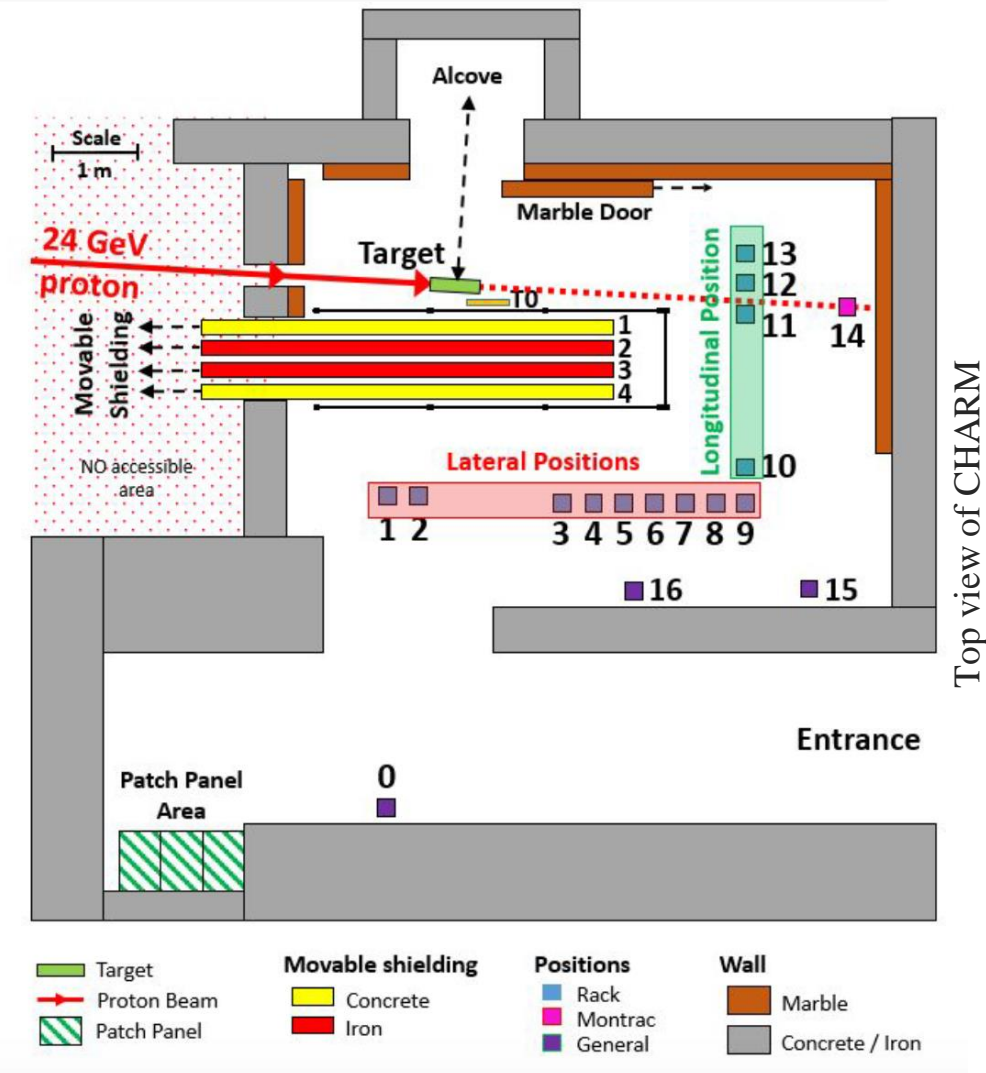 Alcove
Scale
1 m
Marble Door
24 GeV
proton
Target
T0
Movable
Shielding
1
2
3
4
Longitudinal Position
13
12
11
14
10
NO accessible
area
Lateral Positions
1 2 3 4 5 6 7 8 9
16
15
Top view of CHARM
Entrance
0
Patch Panel
Area
Target
Proton Beam
Patch Panel
Movable shielding
Concrete
Iron
Positions
Rack
Montrac
General
Wall
Marble
Concrete / Iron